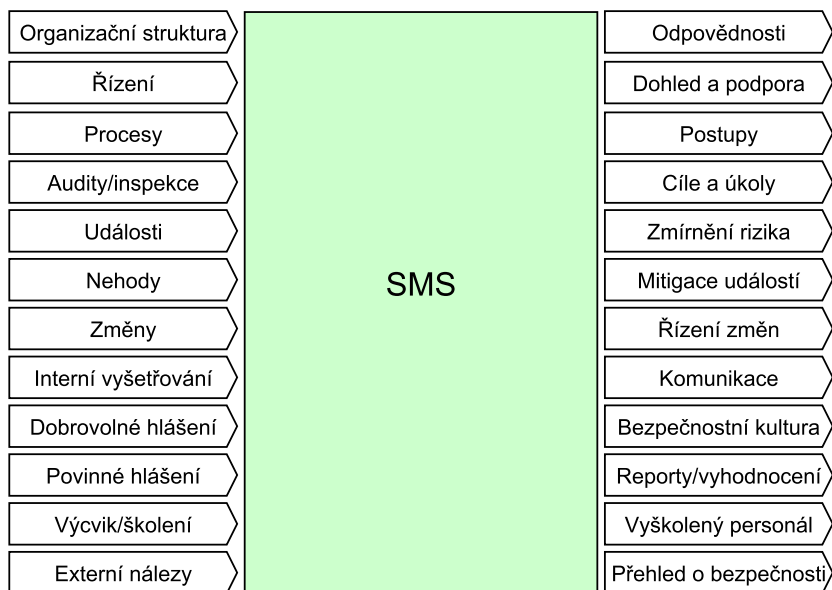 Organizační struktura
Řízení
Procesy
Audity/inspekce
Události
Nehody
Změny
Interní vyšetřování
Dobrovolné hlášení
Povinné hlášení
Výcvik/školení
Externí nálezy
SMS
Odpovědnosti
Dohled a podpora
Postupy
Cíle a úkoly
Zmírnění rizika
Mitigace událostí
Řízení změn
Komunikace
Bezpečnostní kultura
Reporty/vyhodnocení
Vyškolený personál
Přehled o bezpečnosti